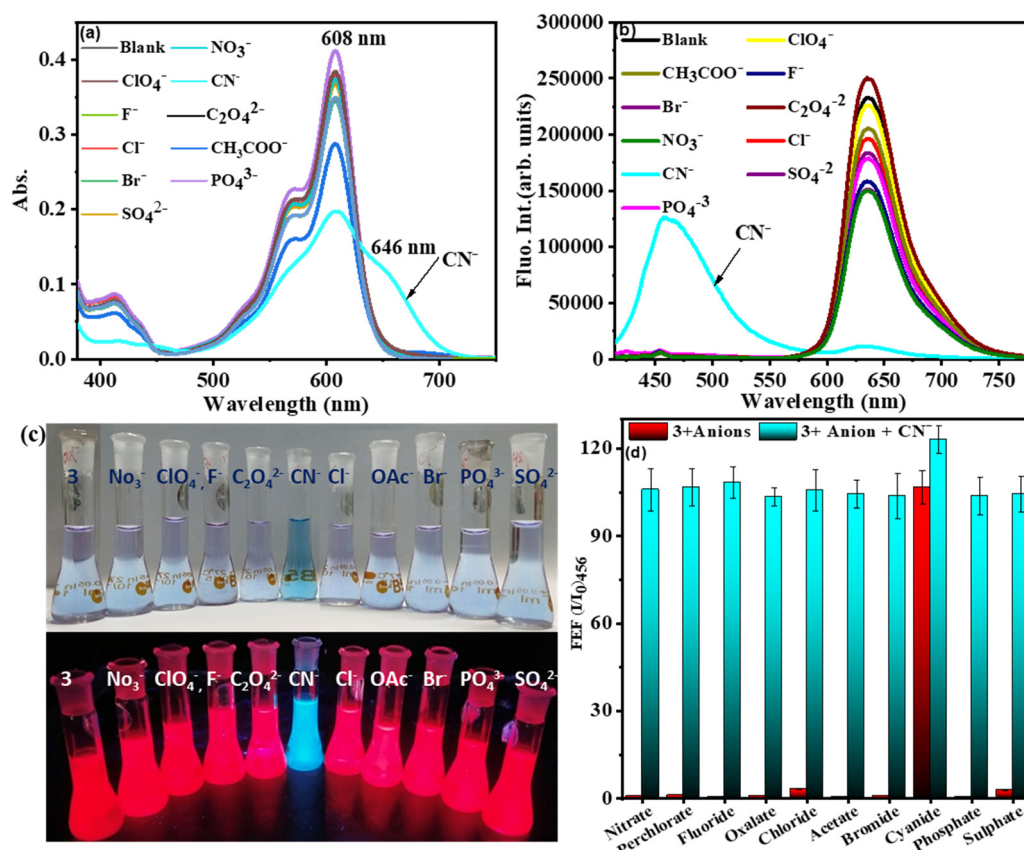 (a)
608 nm
Blank NO₃⁻
ClO₄⁻ CN⁻
F⁻ C₂O₄²⁻
Cl⁻ CH₃COO⁻
Br⁻ PO₄³⁻
SO₄²⁻
646 nm
CN⁻
Abs.
0.4
0.3
0.2
0.1
0.0
400 500 600 700
Wavelength (nm)
(b)
Blank ClO₄⁻
CH₃COO⁻ F⁻
Br⁻ C₂O₄⁻²
NO₃⁻ Cl⁻
CN⁻ SO₄⁻²
PO₄⁻³
CN⁻
Fluo. Int.(arb. units)
300000
250000
200000
150000
100000
50000
0
450 500 550 600 650 700 750
Wavelength (nm)
(c)
3 No₃⁻ ClO₄⁻, F⁻ C₂O₄²⁻ CN⁻ Cl⁻ OAc⁻ Br⁻ PO₄³⁻ SO₄²⁻
3 No₃⁻ ClO₄⁻, F⁻ C₂O₄²⁻ CN⁻ Cl⁻ OAc⁻ Br⁻ PO₄³⁻ SO₄²⁻
(d)
3+Anions 3+ Anion + CN⁻
FEF (I/I₀)₄₅₆
120
90
60
30
0
Nitrate Perchlorate Fluoride Oxalate Chloride Acetate Bromide Cyanide Phosphate Sulphate